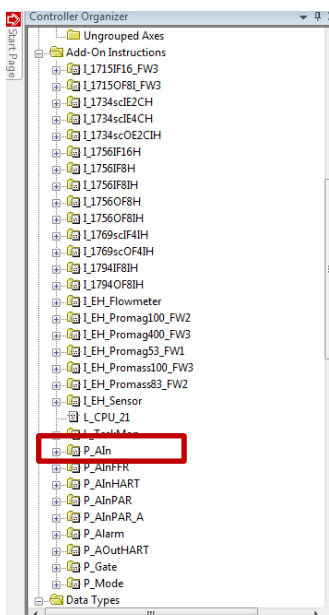 Controller Organizer
Start Page
Ungrouped Axes
Add-On Instructions
I_1715IF16_FW3
I_1715OF8I_FW3
I_1734scIE2CH
I_1734scIE4CH
I_1734scOE2CIH
I_1756IF16H
I_1756IF8H
I_1756IF8IH
I_1756OF8H
I_1756OF8IH
I_1769scIF4IH
I_1769scOF4IH
I_1794IF8IH
I_1794OF8IH
I_EH_Flowmeter
I_EH_Promag100_FW2
I_EH_Promag400_FW3
I_EH_Promag53_FW1
I_EH_Promass100_FW3
I_EH_Promass83_FW2
I_EH_Sensor
L_CPU_21
L_TaskMon
P_AIn
P_AInFFR
P_AInHART
P_AInPAR
P_AInPAR_A
P_Alarm
P_AOutHART
P_Gate
P_Mode
Data Types